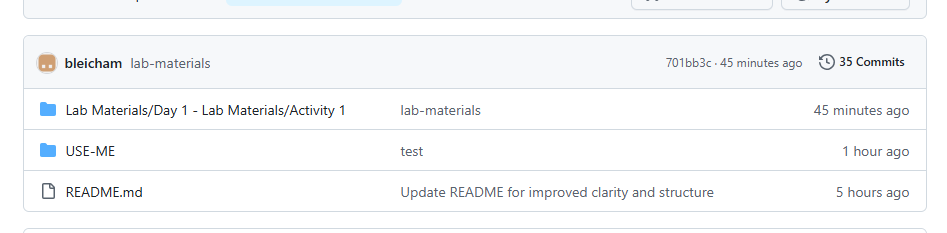 bleicham lab-materials 701bb3c · 45 minutes ago 35 Commits
Lab Materials/Day 1 - Lab Materials/Activity 1 lab-materials 45 minutes ago
USE-ME test 1 hour ago
README.md Update README for improved clarity and structure 5 hours ago